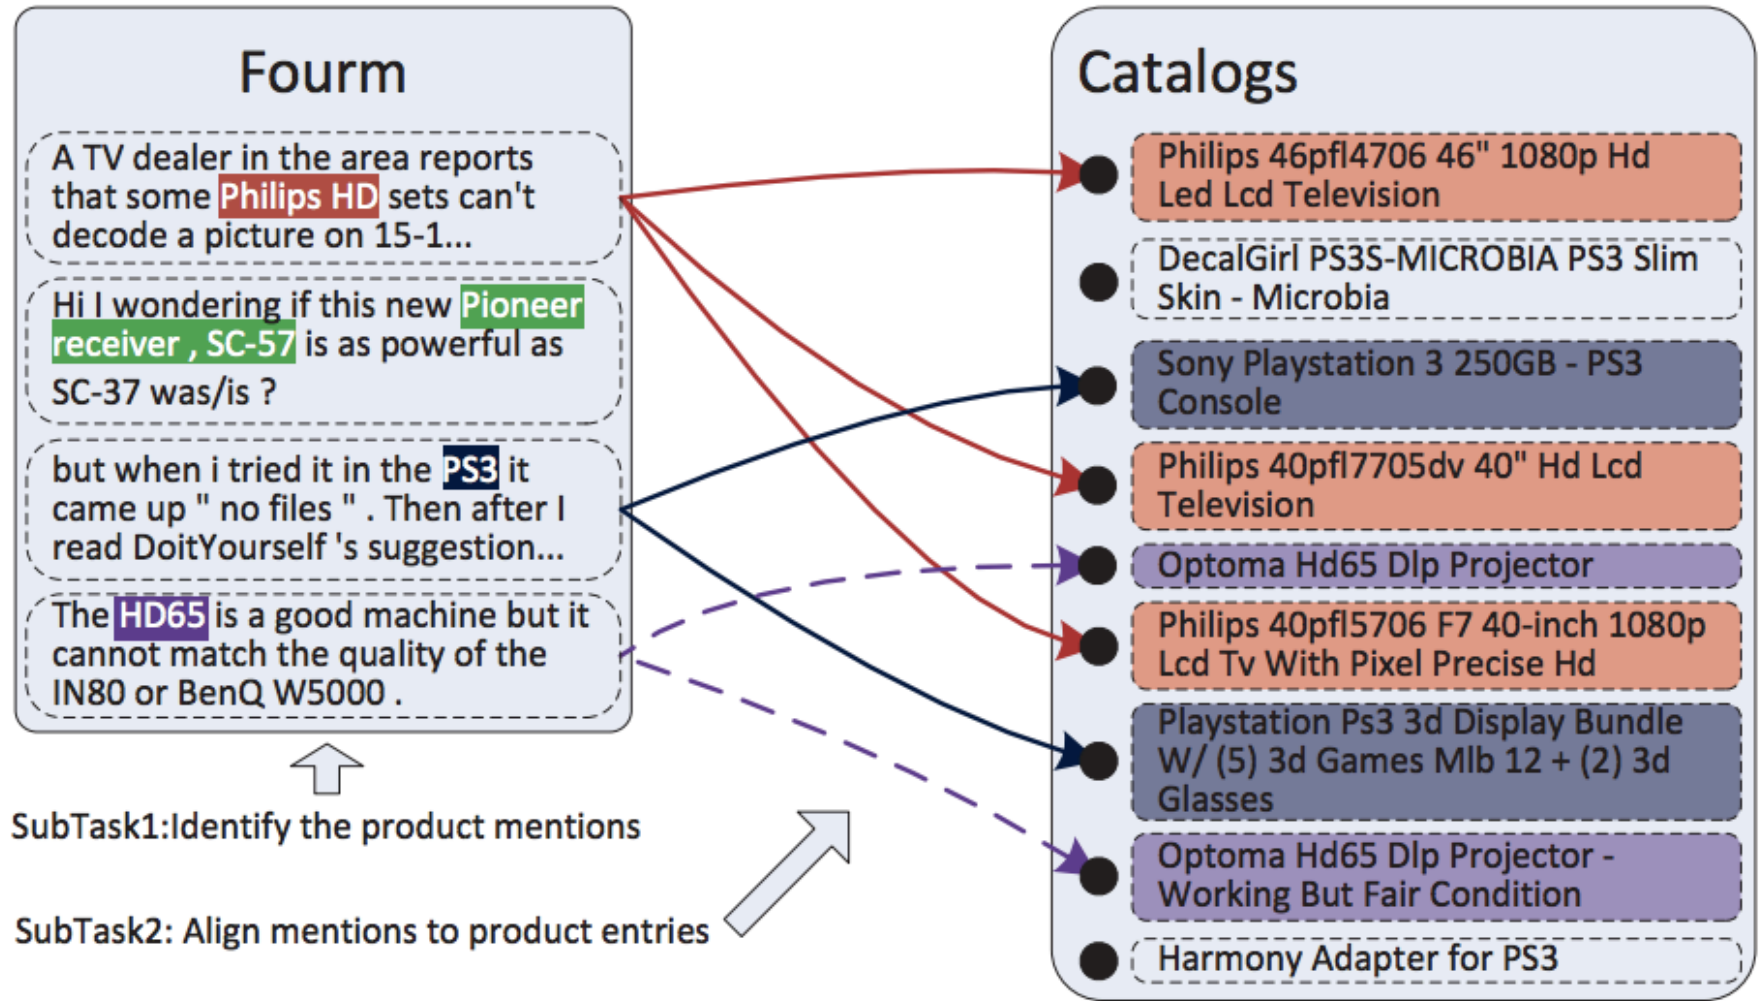 Fourm
A TV dealer in the area reports
that some Philips HD sets can't
decode a picture on 15-1...
Hi I wondering if this new Pioneer
receiver , SC-57 is as powerful as
SC-37 was/is ?
but when i tried it in the PS3 it
came up " no files " . Then after I
read DoitYourself 's suggestion...
The HD65 is a good machine but it
cannot match the quality of the
IN80 or BenQ W5000 .
SubTask1:Identify the product mentions
SubTask2: Align mentions to product entries
Catalogs
Philips 46pfl4706 46" 1080p Hd
Led Lcd Television
DecalGirl PS3S-MICROBIA PS3 Slim
Skin - Microbia
Sony Playstation 3 250GB - PS3
Console
Philips 40pfl7705dv 40" Hd Lcd
Television
Optoma Hd65 Dlp Projector
Philips 40pfl5706 F7 40-inch 1080p
Lcd Tv With Pixel Precise Hd
Playstation Ps3 3d Display Bundle
W/ (5) 3d Games Mlb 12 + (2) 3d
Glasses
Optoma Hd65 Dlp Projector -
Working But Fair Condition
Harmony Adapter for PS3